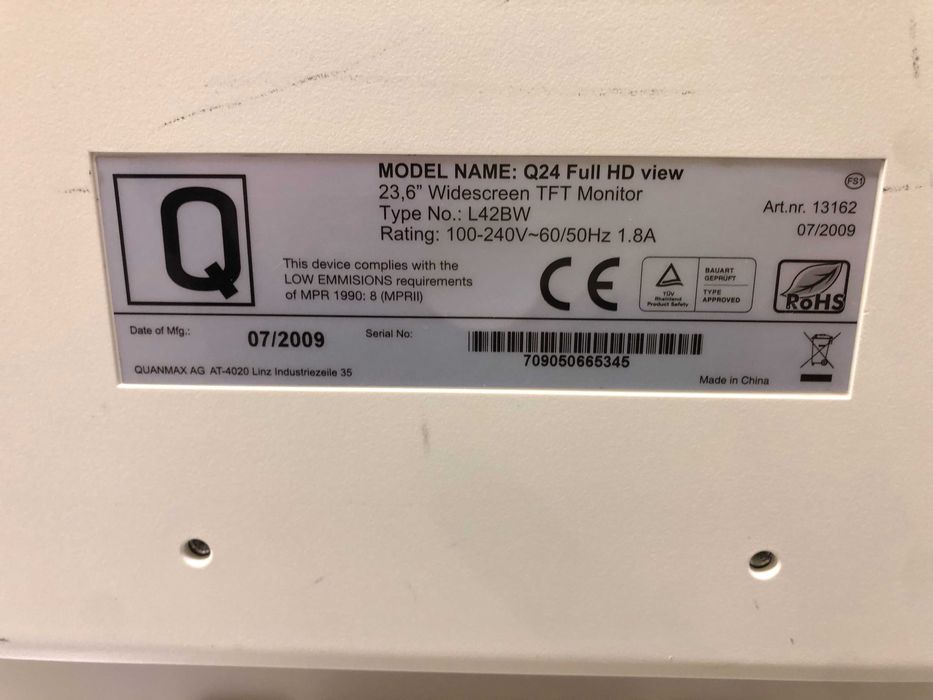 Q
MODEL NAME: Q24 Full HD view
23,6" Widescreen TFT Monitor
Type No.: L42BW
Rating: 100-240V~60/50Hz 1.8A
FS1
Art.nr. 13162
07/2009
This device complies with the
LOW EMMISIONS requirements
of MPR 1990: 8 (MPRII)
CE
TÜV
Rheinland
Product Safety
BAUART
GEPRÜFT
TYPE
APPROVED
RoHS
Date of Mfg.:
07/2009
Serial No:
709050665345
QUANMAX AG AT-4020 Linz Industriezeile 35
Made in China